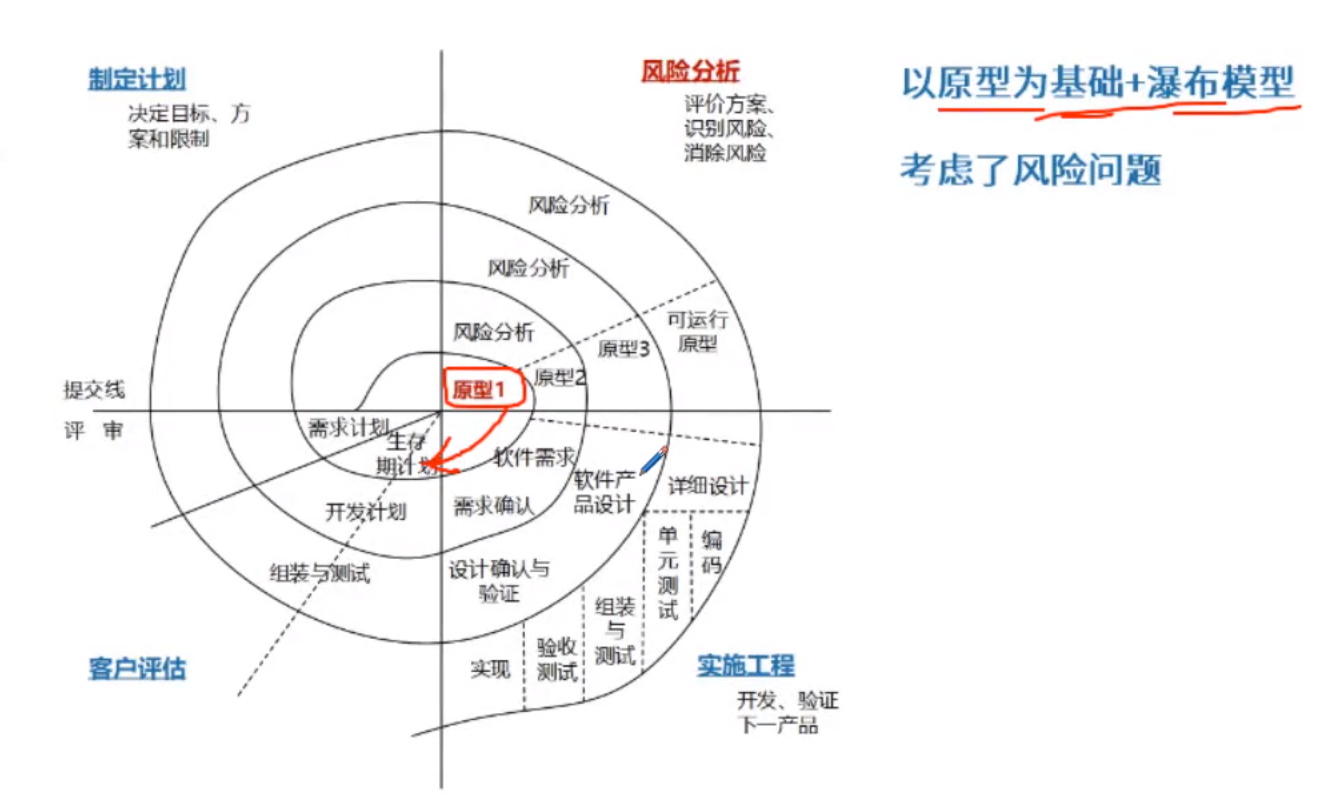 制定计划
决定目标、方
案和限制
风险分析
评价方案、
识别风险、
消除风险
以原型为基础+瀑布模型
考虑了风险问题
风险分析
风险分析
风险分析
可运行
原型
原型3
原型2
原型1
提交线
评 审
需求计划
生存
期计划
软件需求
软件产
品设计
详细设计
开发计划
需求确认
单
元
测
试
编
码
组装与测试
设计确认与
验证
组装
与
测试
验收
测试
实现
客户评估
实施工程
开发、验证
下一产品